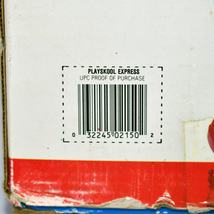 PLAYSKOOL EXPRESS
UPC PROOF OF PURCHASE
0 32245 02150 2